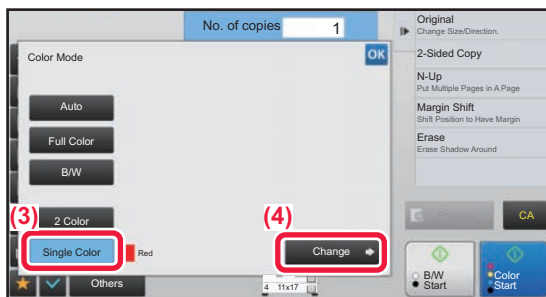 No. of copies 1
Original
Change Size/Direction.
2-Sided Copy
N-Up
Put Multiple Pages in A Page
Margin Shift
Shift Position to Have Margin
Erase
Erase Shadow Around
Color Mode
OK
Auto
Full Color
B/W
2 Color
(3)
Single Color
Red
(4)
Change
CA
Others
4 11x17
B/W
Start
Color
Start